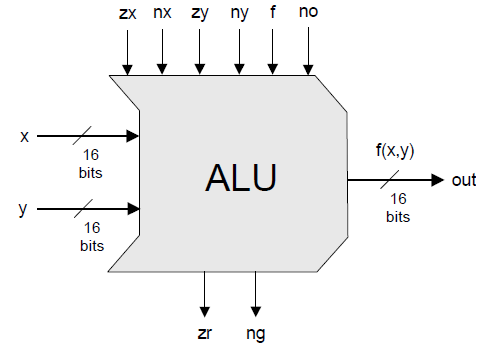 zx nx zy ny f no
x
16
bits
y
16
bits
ALU
f(x,y)
out
16
bits
zr ng